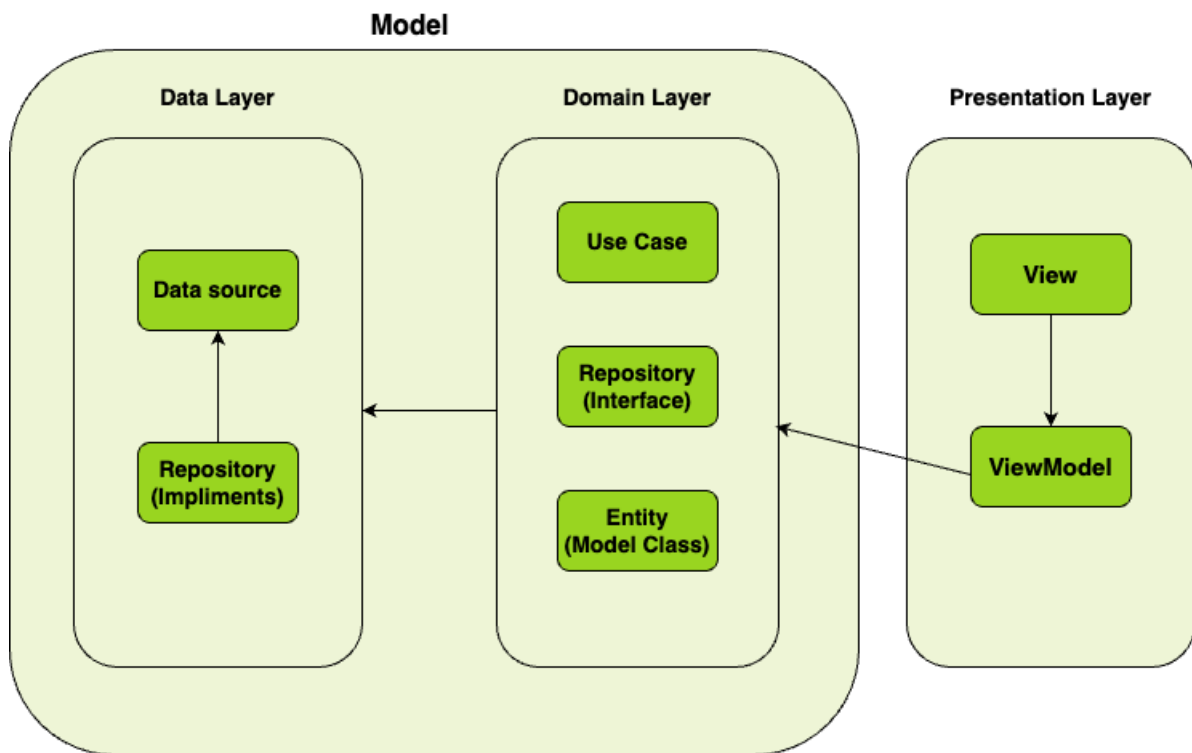 Model
Data Layer
Domain Layer
Presentation Layer
Data source
Repository
(Impliments)
Use Case
Repository
(Interface)
Entity
(Model Class)
View
ViewModel